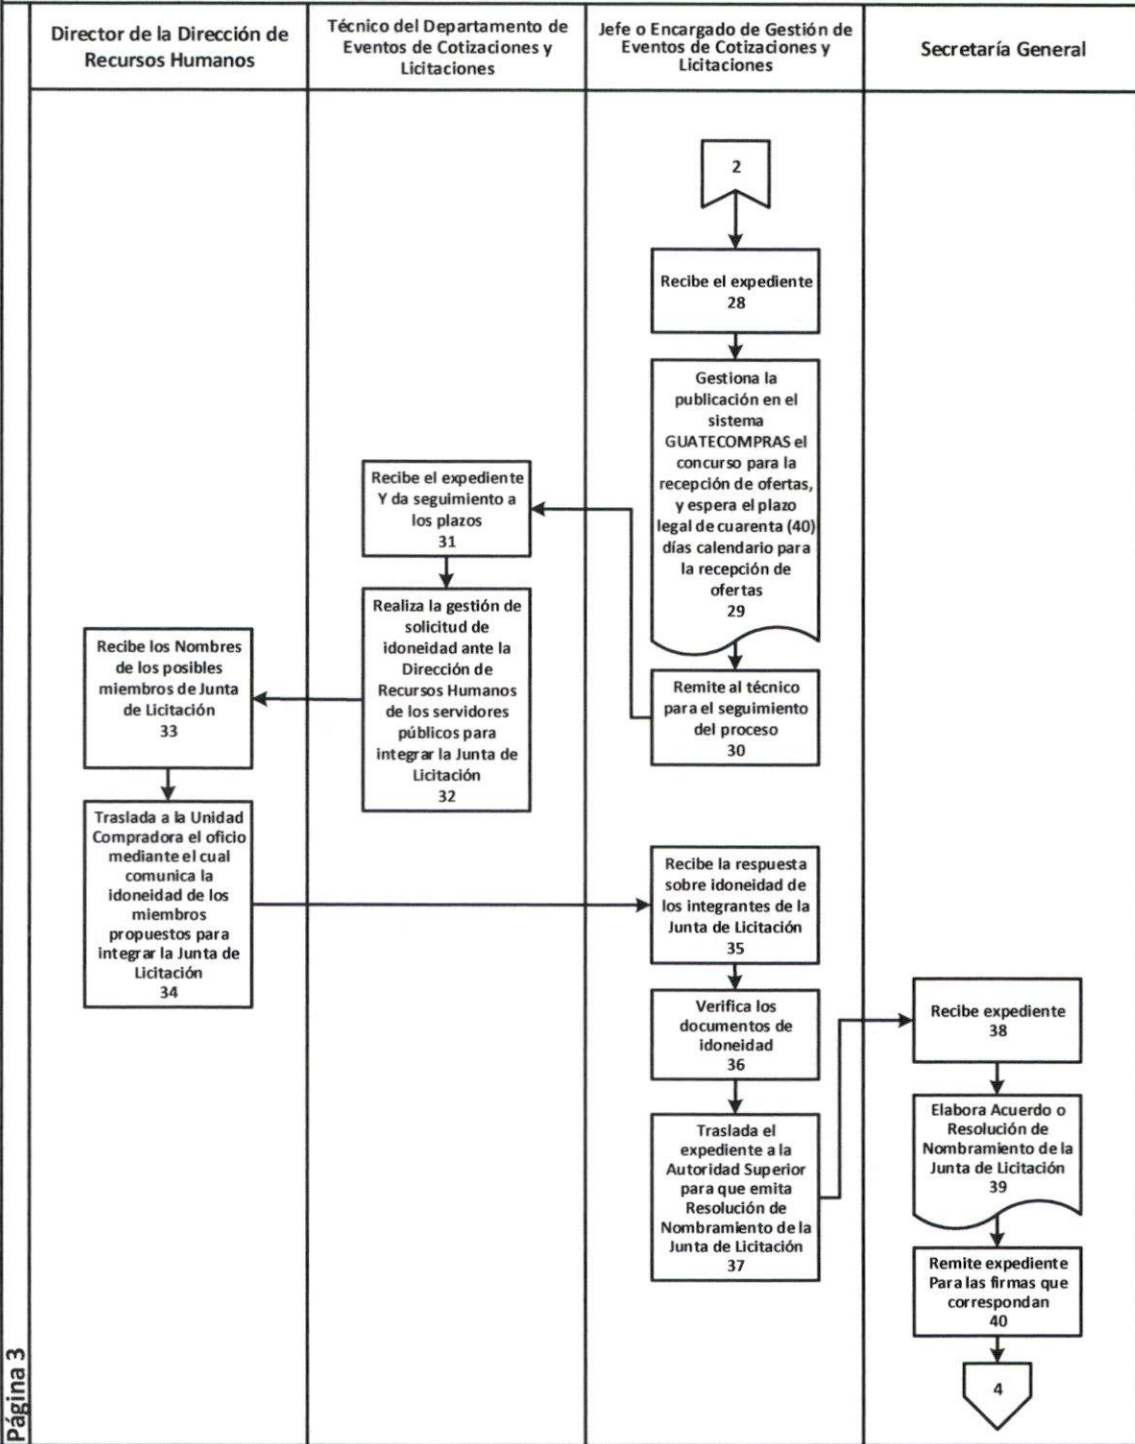 Director de la Dirección de
Recursos Humanos
Técnico del Departamento de
Eventos de Cotizaciones y
Licitaciones
Jefe o Encargado de Gestión de
Eventos de Cotizaciones y
Licitaciones
Secretaría General
2
Recibe el expediente
28
Gestiona la
publicación en el
sistema
GUATECOMPRAS el
concurso para la
recepción de ofertas,
y espera el plazo
legal de cuarenta (40)
días calendario para
la recepción de
ofertas
29
Remite al técnico
para el seguimiento
del proceso
30
Recibe el expediente
Y da seguimiento a
los plazos
31
Realiza la gestión de
solicitud de
idoneidad ante la
Dirección de
Recursos Humanos
de los servidores
públicos para
integrar la Junta de
Licitación
32
Recibe los Nombres
de los posibles
miembros de Junta
de Licitación
33
Traslada a la Unidad
Compradora el oficio
mediante el cual
comunica la
idoneidad de los
miembros
propuestos para
integrar la Junta de
Licitación
34
Recibe la respuesta
sobre idoneidad de
los integrantes de la
Junta de Licitación
35
Verifica los
documentos de
idoneidad
36
Traslada el
expediente a la
Autoridad Superior
para que emita
Resolución de
Nombramiento de la
Junta de Licitación
37
Recibe expediente
38
Elabora Acuerdo o
Resolución de
Nombramiento de la
Junta de Licitación
39
Remite expediente
Para las firmas que
correspondan
40
4
Página 3